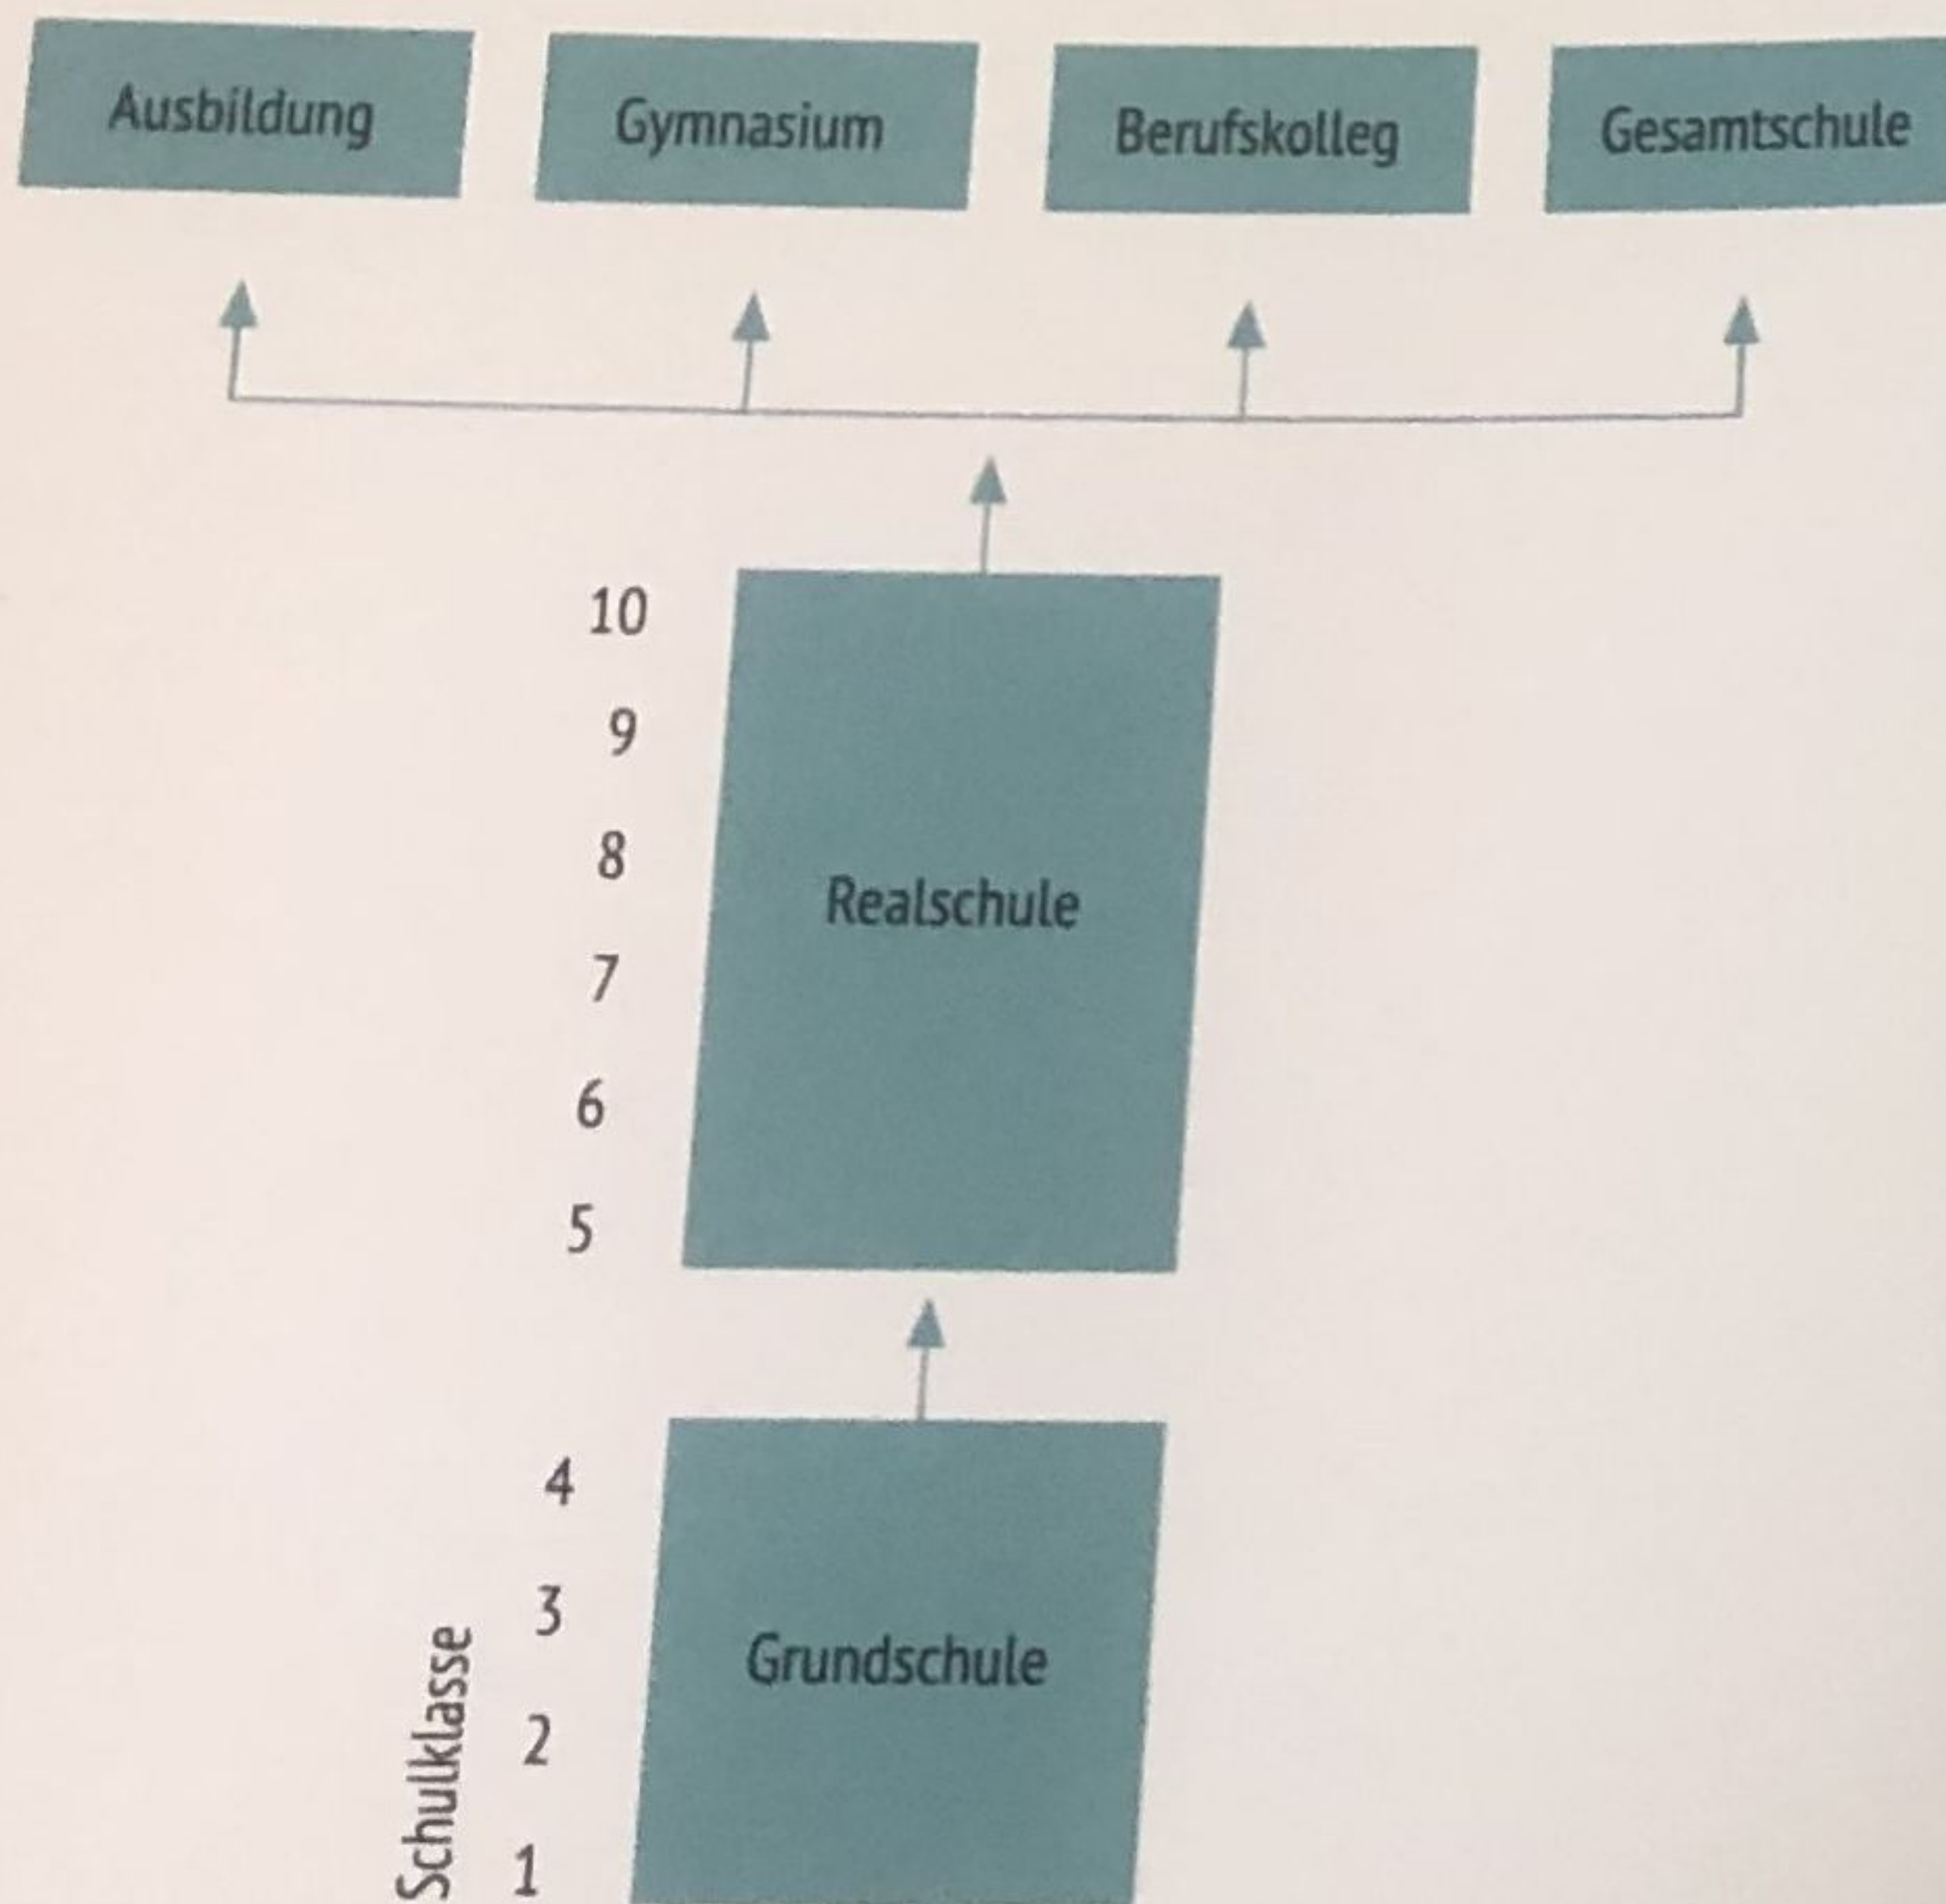 Ausbildung
Gymnasium
Berufskolleg
Gesamtschule
10
9
8
Realschule
7
6
5
4
3
Grundschule
2
1
Schulklasse